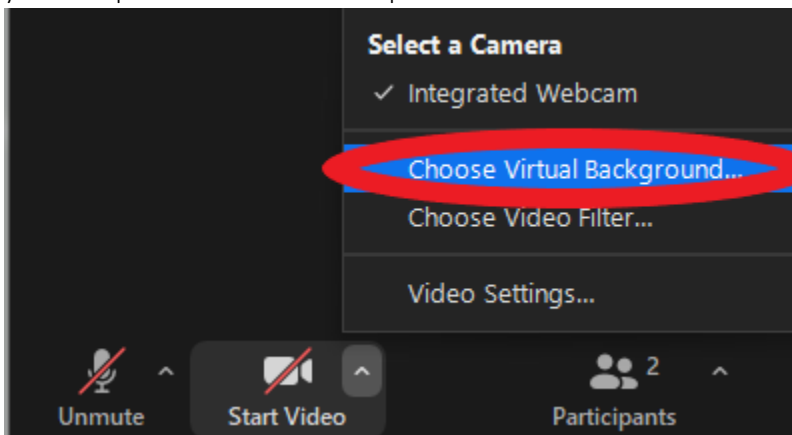 Select a Camera
✓ Integrated Webcam
Choose Virtual Background...
Choose Video Filter...
Video Settings...
2
Unmute
Start Video
Participants